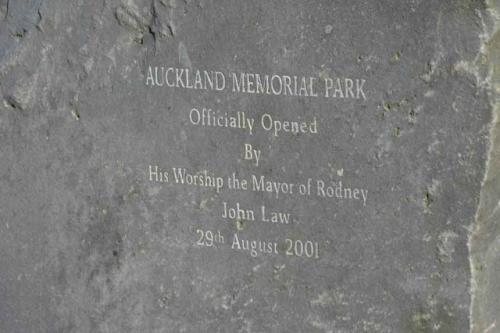 AUCKLAND MEMORIAL PARK
Officially Opened
By
His Worship the Mayor of Rodney
John Law
29th August 2001